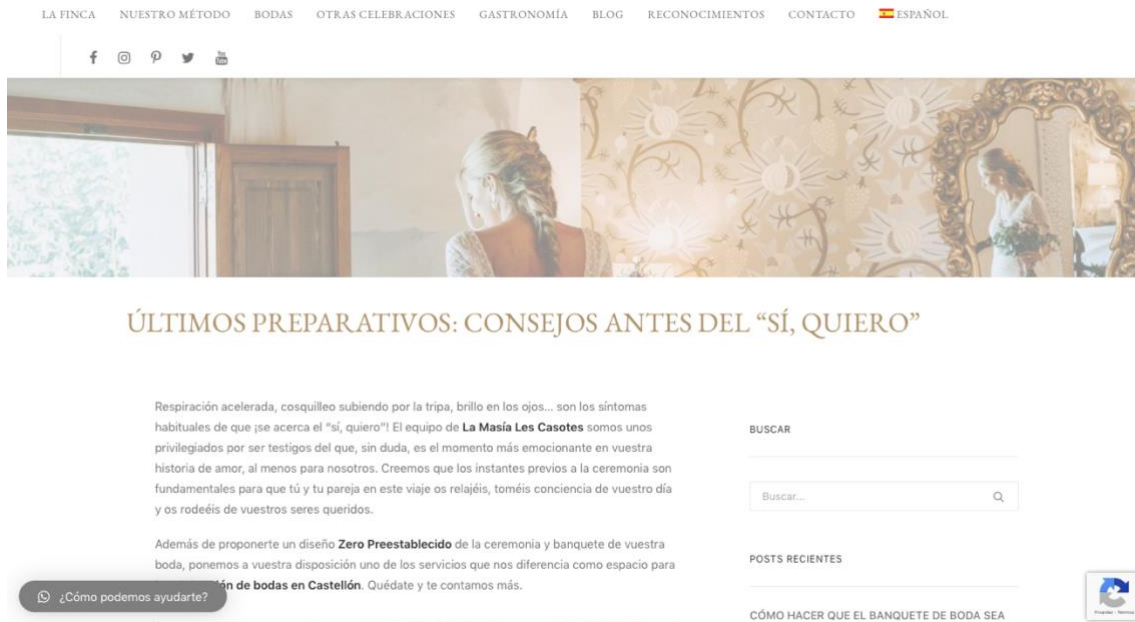 LA FINCA NUESTRO MÉTODO BODAS OTRAS CELEBRACIONES GASTRONOMÍA BLOG RECONOCIMIENTOS CONTACTO ESPAÑOL
ÚLTIMOS PREPARATIVOS: CONSEJOS ANTES DEL “SÍ, QUIERO”
Respiración acelerada, cosquilleo subiendo por la tripa, brillo en los ojos... son los síntomas
habituales de que ¡se acerca el “sí, quiero”! El equipo de La Masía Les Casotes somos unos
privilegiados por ser testigos del que, sin duda, es el momento más emocionante en vuestra
historia de amor, al menos para nosotros. Creemos que los instantes previos a la ceremonia son
fundamentales para que tú y tu pareja en este viaje os relajéis, toméis conciencia de vuestro día
y os rodeéis de vuestros seres queridos.
Además de proponerte un diseño Zero Preestablecido de la ceremonia y banquete de vuestra
boda, ponemos a vuestra disposición uno de los servicios que nos diferencia como espacio para
de bodas en Castellón. Quédate y te contamos más.
¿Cómo podemos ayudarte?
BUSCAR
Buscar...
POSTS RECIENTES
CÓMO HACER QUE EL BANQUETE DE BODA SEA